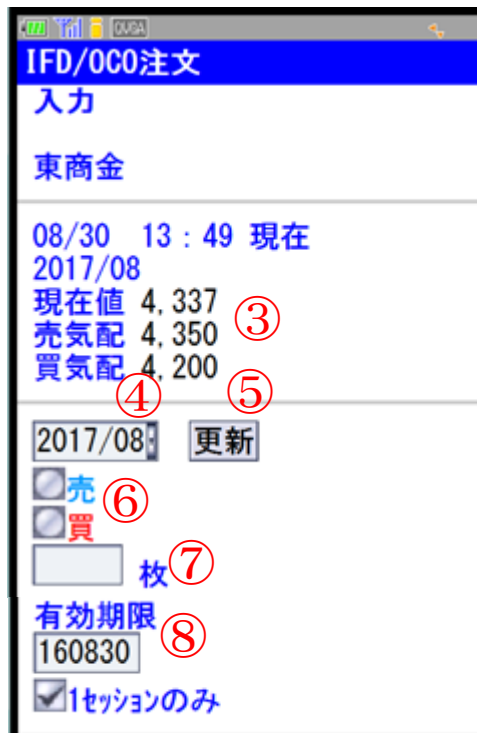 OVGA
IFD/OCO注文
入力
東商金
08/30 13：49 現在
2017/08
現在値 4,337
③
売気配 4,350
買気配 4,200
④ ⑤
2017/08 更新
売
⑥
買
枚 ⑦
有効期限
⑧
160830
1セッションのみ